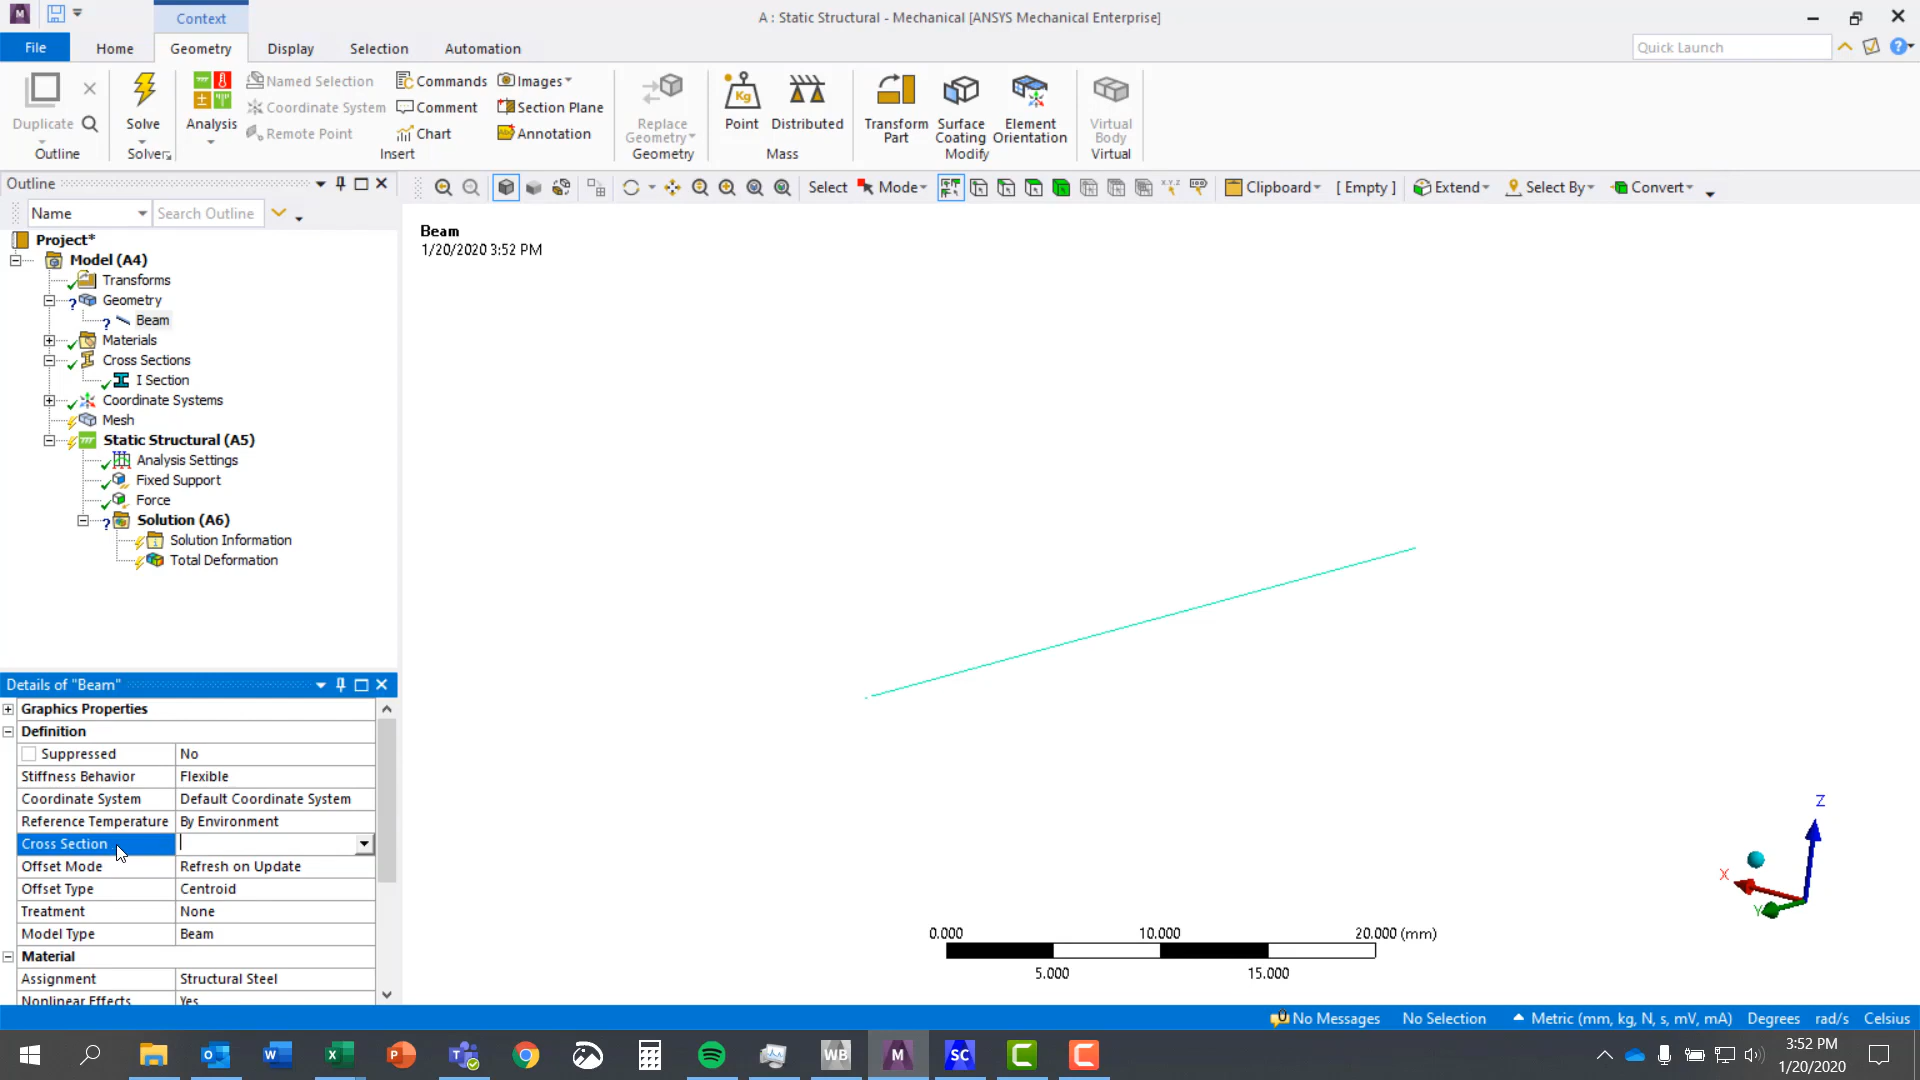 Context
A : Static Structural - Mechanical [ANSYS Mechanical Enterprise]
File Home Geometry Display Selection Automation
Quick Launch
Duplicate
Outline
Solve
Solver
Analysis
Named Selection
Coordinate System
Remote Point
Commands
Comment
Chart
Images
Section Plane
Annotation
Insert
Replace
Geometry
Geometry
Kg
Point
Distributed
Mass
Transform
Part
Surface
Coating
Element
Orientation
Modify
Virtual
Body
Virtual
Outline
Select Mode Clipboard [ Empty ] Extend Select By Convert
Name Search Outline
Project*
Model (A4)
Transforms
Geometry
Beam
Materials
Cross Sections
I Section
Coordinate Systems
Mesh
Static Structural (A5)
Analysis Settings
Fixed Support
Force
Solution (A6)
Solution Information
Total Deformation
Beam
1/20/2020 3:52 PM
Details of "Beam"
Graphics Properties
Definition
Suppressed No
Stiffness Behavior Flexible
Coordinate System Default Coordinate System
Reference Temperature By Environment
Cross Section
Offset Mode Refresh on Update
Offset Type Centroid
Treatment None
Model Type Beam
Material
Assignment Structural Steel
Nonlinear Effects Yes
Z
X
Y
0.000 10.000 20.000 (mm)
5.000 15.000
No Messages No Selection Metric (mm, kg, N, s, mV, mA) Degrees rad/s Celsius
WB M SC
3:52 PM
1/20/2020